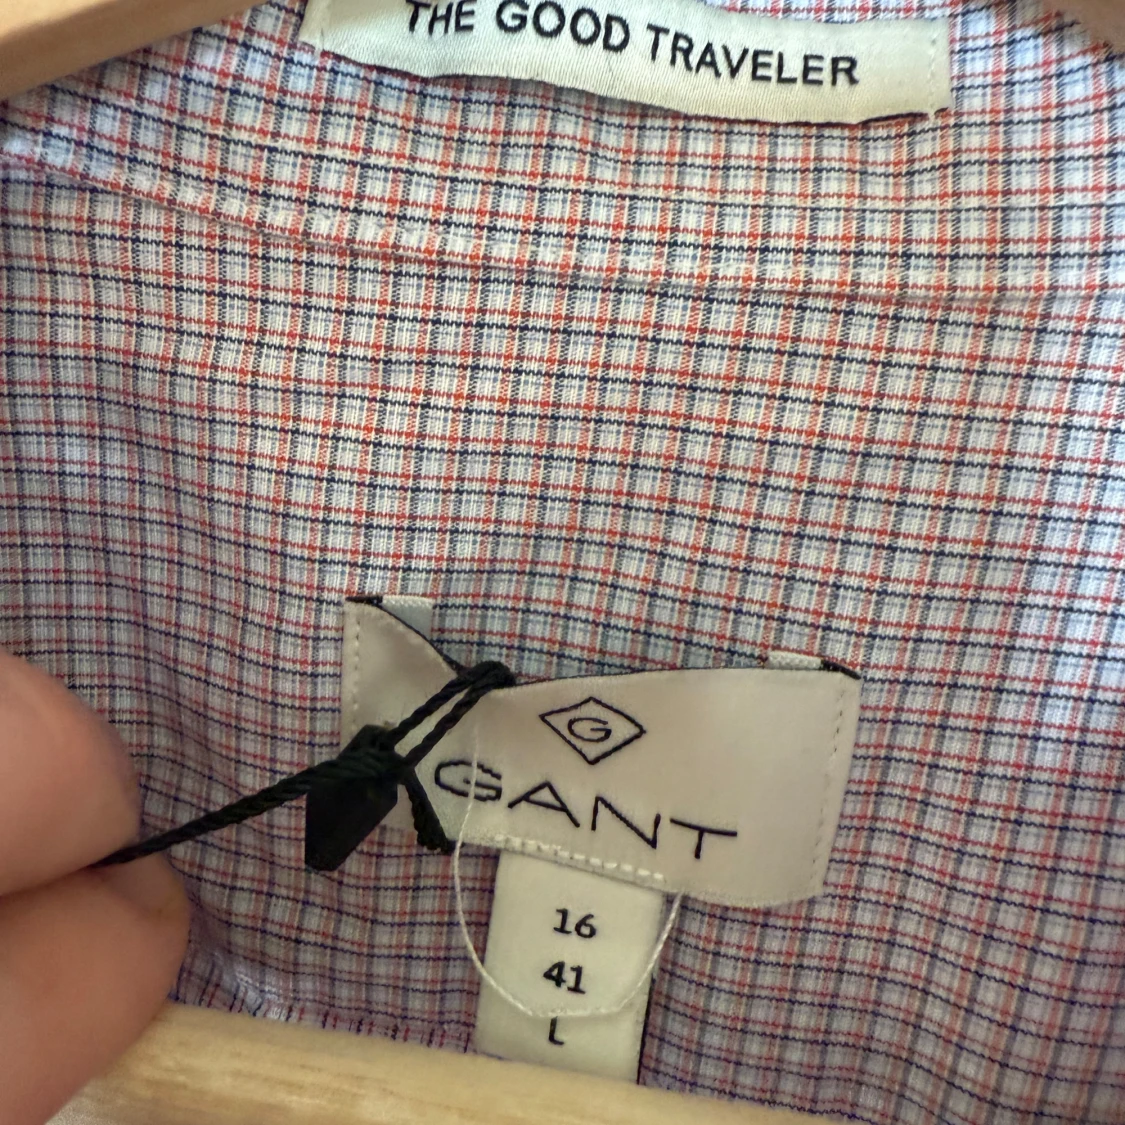 THE GOOD TRAVELER
G
GANT
16
41
L